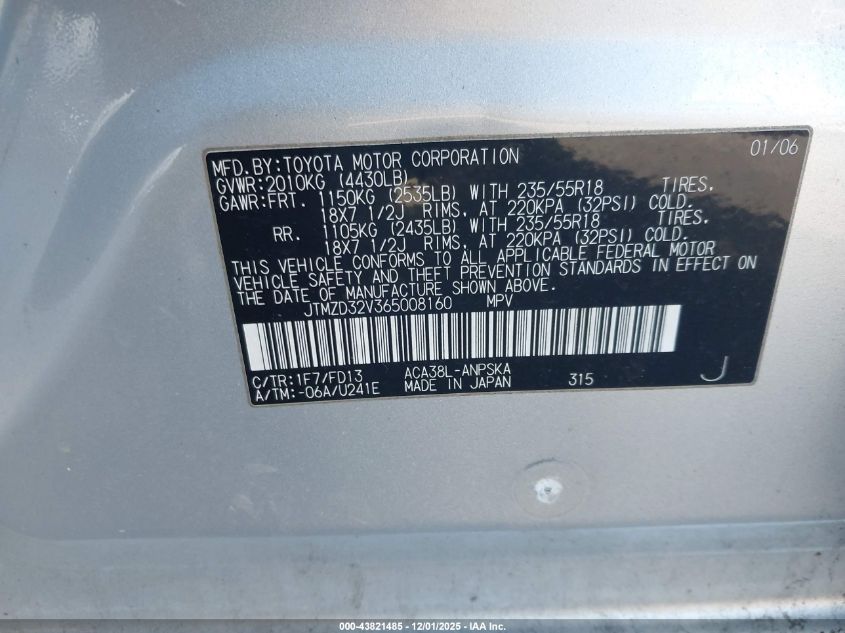 MFD.BY:TOYOTA MOTOR CORPORATION 01/06
GVWR:2010KG (4430LB)
GAWR:FRT. 1150KG (2535LB) WITH 235/55R18 TIRES,
18X7 1/2J RIMS, AT 220KPA (32PSI) COLD.
RR. 1105KG (2435LB) WITH 235/55R18 TIRES,
18X7 1/2J RIMS, AT 220KPA (32PSI) COLD.
THIS VEHICLE CONFORMS TO ALL APPLICABLE FEDERAL MOTOR
VEHICLE SAFETY AND THEFT PREVENTION STANDARDS IN EFFECT ON
THE DATE OF MANUFACTURE SHOWN ABOVE.
JTMZD32V365008160 MPV
C/TR:1F7/FD13 ACA38L-ANPSKA
A/TM:-06A/U241E MADE IN JAPAN 315 J
000-43821485 - 12/01/2025 - IAA Inc.